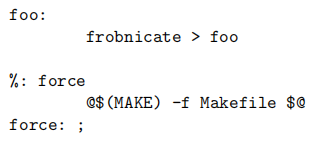 foo:
        frobnicate > foo

%: force
        @$(MAKE) -f Makefile $@
force: ;